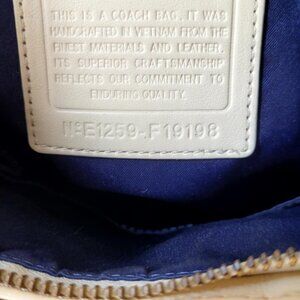 THIS IS A COACH BAG. IT WAS
HANDCRAFTED IN VIETNAM FROM THE
FINEST MATERIALS AND LEATHER.
ITS SUPERIOR CRAFTSMANSHIP
REFLECTS OUR COMMITMENT TO
ENDURING QUALITY.
Nº E1259-F19198